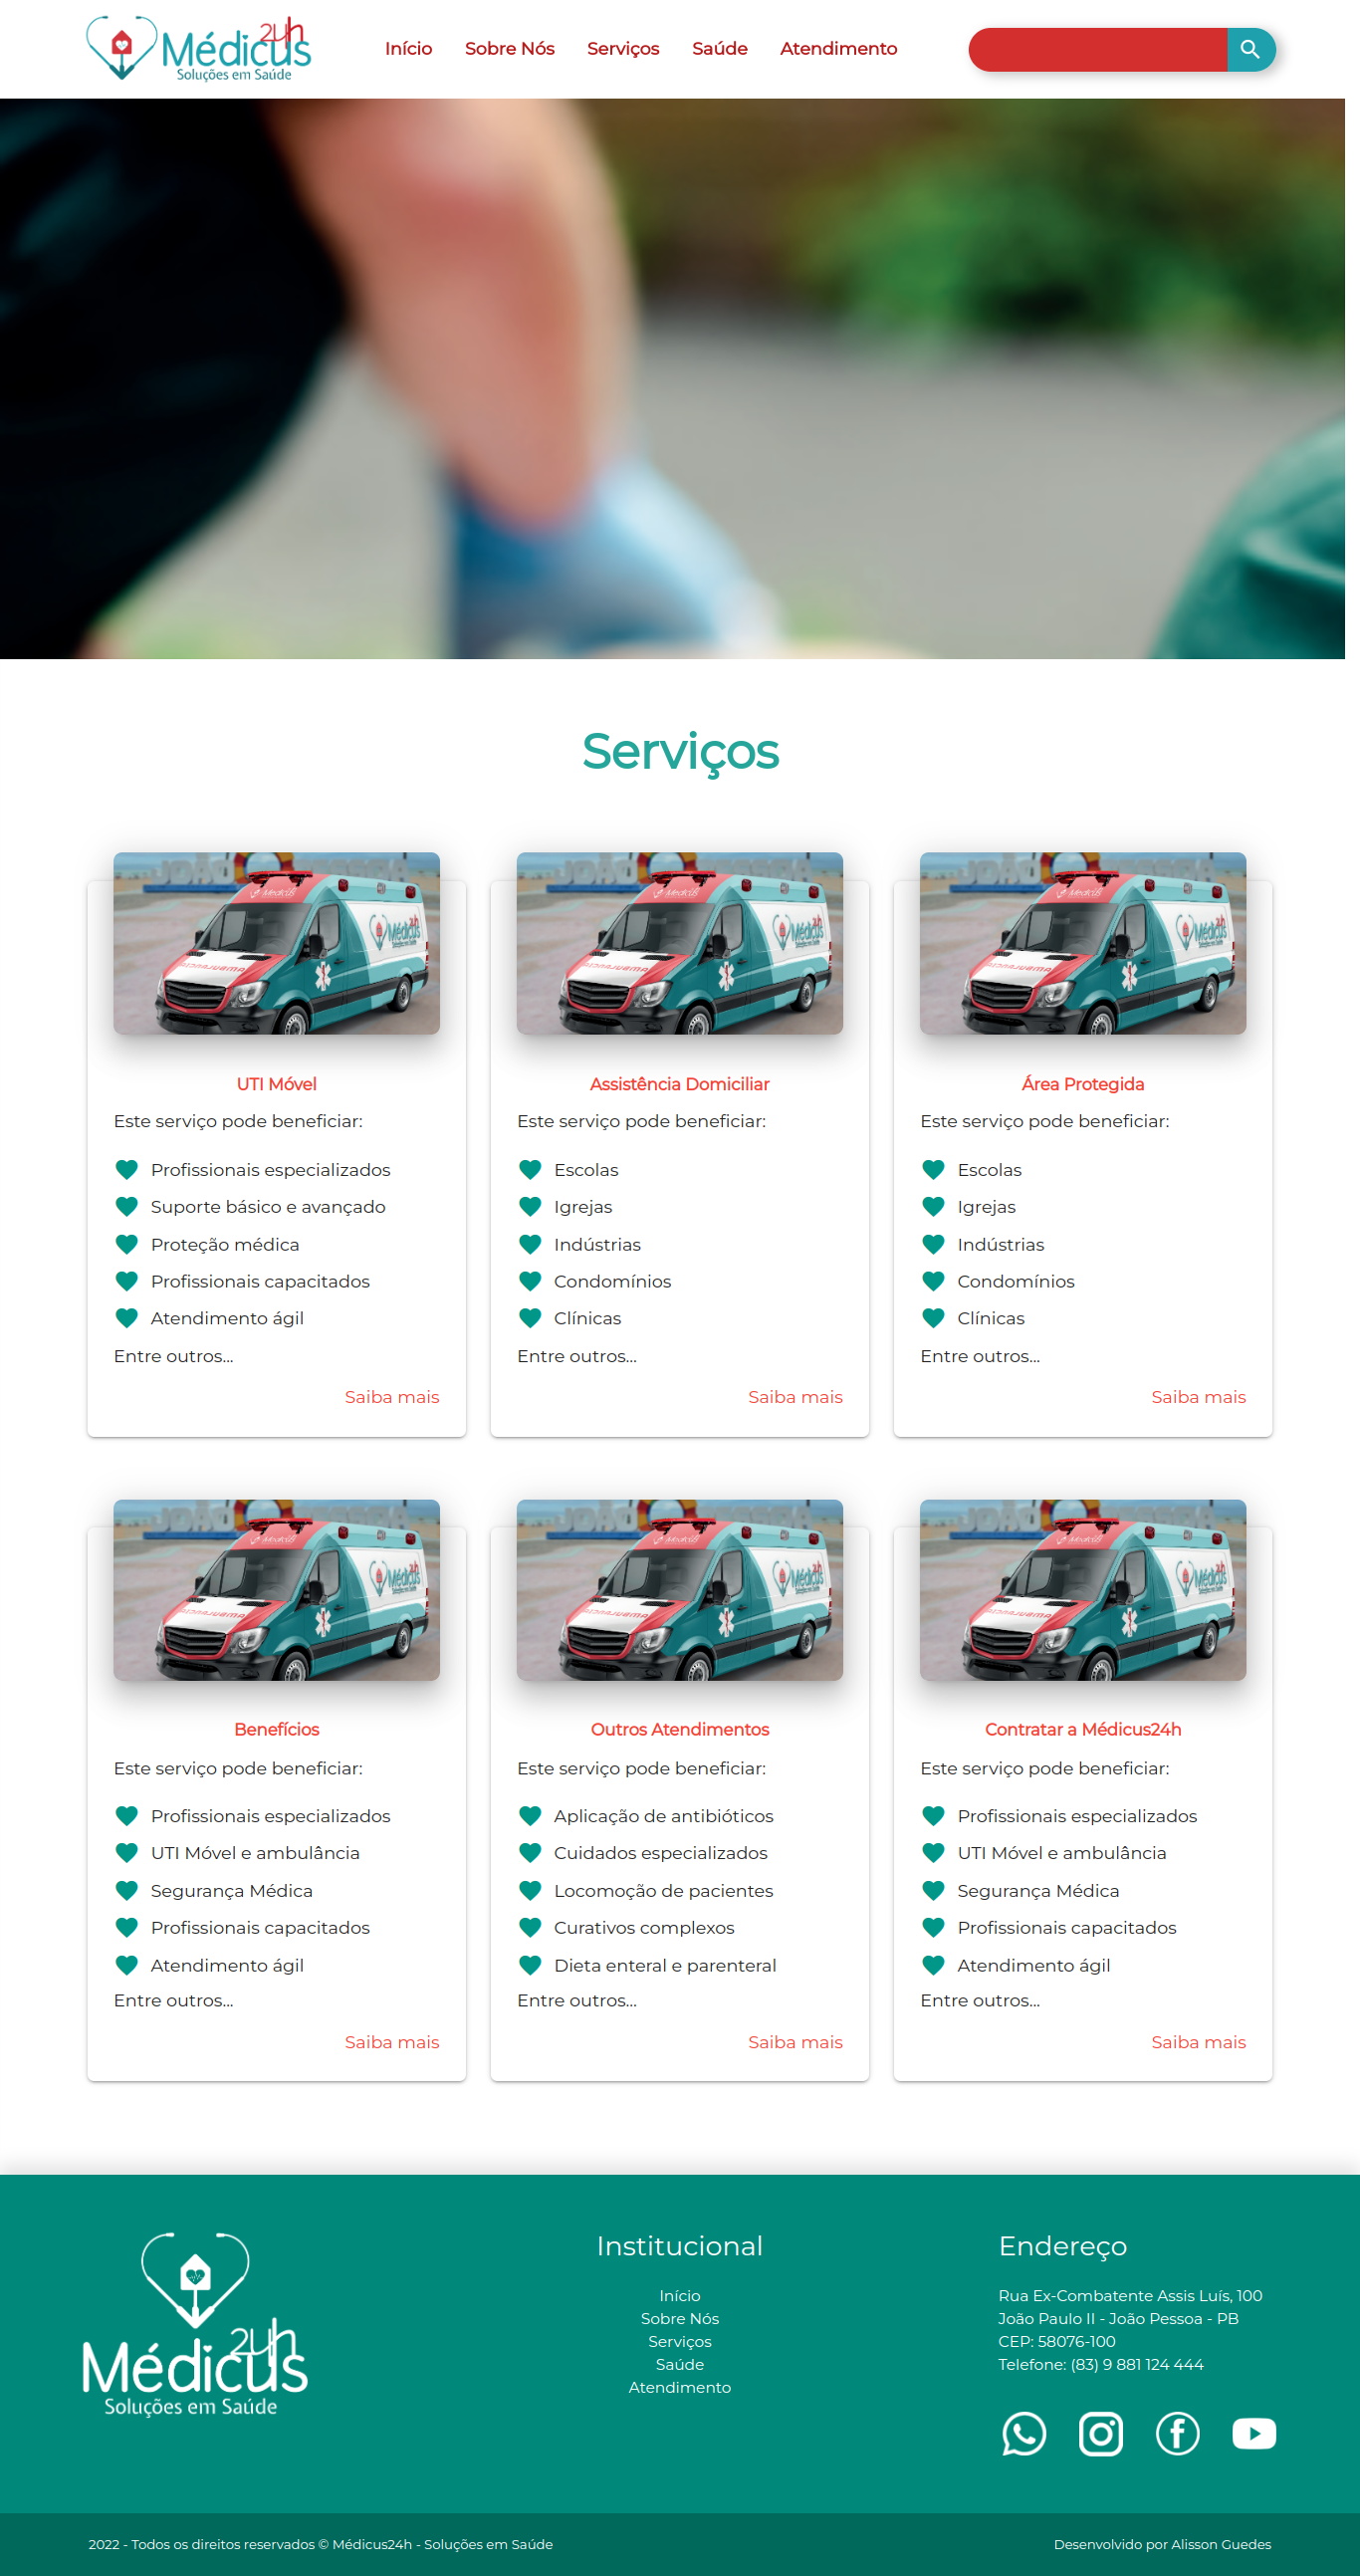 Médicus 24h
Soluções em Saúde
Início Sobre Nós Serviços Saúde Atendimento
Serviços
UTI Móvel
Este serviço pode beneficiar:
Profissionais especializados
Suporte básico e avançado
Proteção médica
Profissionais capacitados
Atendimento ágil
Entre outros...
Saiba mais
Assistência Domiciliar
Este serviço pode beneficiar:
Escolas
Igrejas
Indústrias
Condomínios
Clínicas
Entre outros...
Saiba mais
Área Protegida
Este serviço pode beneficiar:
Escolas
Igrejas
Indústrias
Condomínios
Clínicas
Entre outros...
Saiba mais
Benefícios
Este serviço pode beneficiar:
Profissionais especializados
UTI Móvel e ambulância
Segurança Médica
Profissionais capacitados
Atendimento ágil
Entre outros...
Saiba mais
Outros Atendimentos
Este serviço pode beneficiar:
Aplicação de antibióticos
Cuidados especializados
Locomoção de pacientes
Curativos complexos
Dieta enteral e parenteral
Entre outros...
Saiba mais
Contratar a Médicus24h
Este serviço pode beneficiar:
Profissionais especializados
UTI Móvel e ambulância
Segurança Médica
Profissionais capacitados
Atendimento ágil
Entre outros...
Saiba mais
Médicus 24h
Soluções em Saúde
Institucional
Início
Sobre Nós
Serviços
Saúde
Atendimento
Endereço
Rua Ex-Combatente Assis Luís, 100
João Paulo II - João Pessoa - PB
CEP: 58076-100
Telefone: (83) 9 881 124 444
2022 - Todos os direitos reservados © Médicus24h - Soluções em Saúde
Desenvolvido por Alisson Guedes